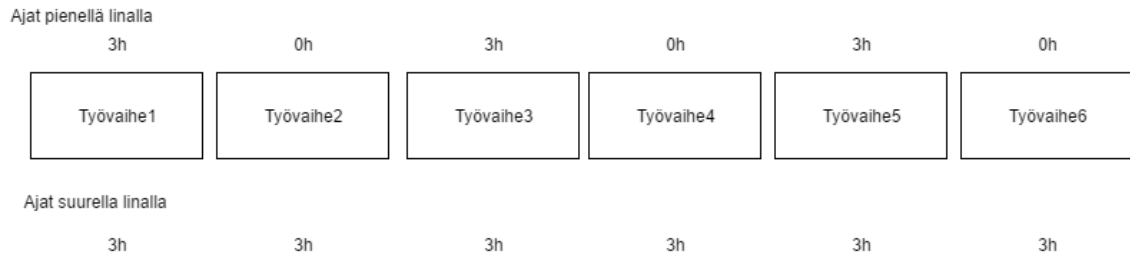 Ajat pienellä linalla
3h 0h 3h 0h 3h 0h
Työvaihe1 Työvaihe2 Työvaihe3 Työvaihe4 Työvaihe5 Työvaihe6
Ajat suurella linalla
3h 3h 3h 3h 3h 3h